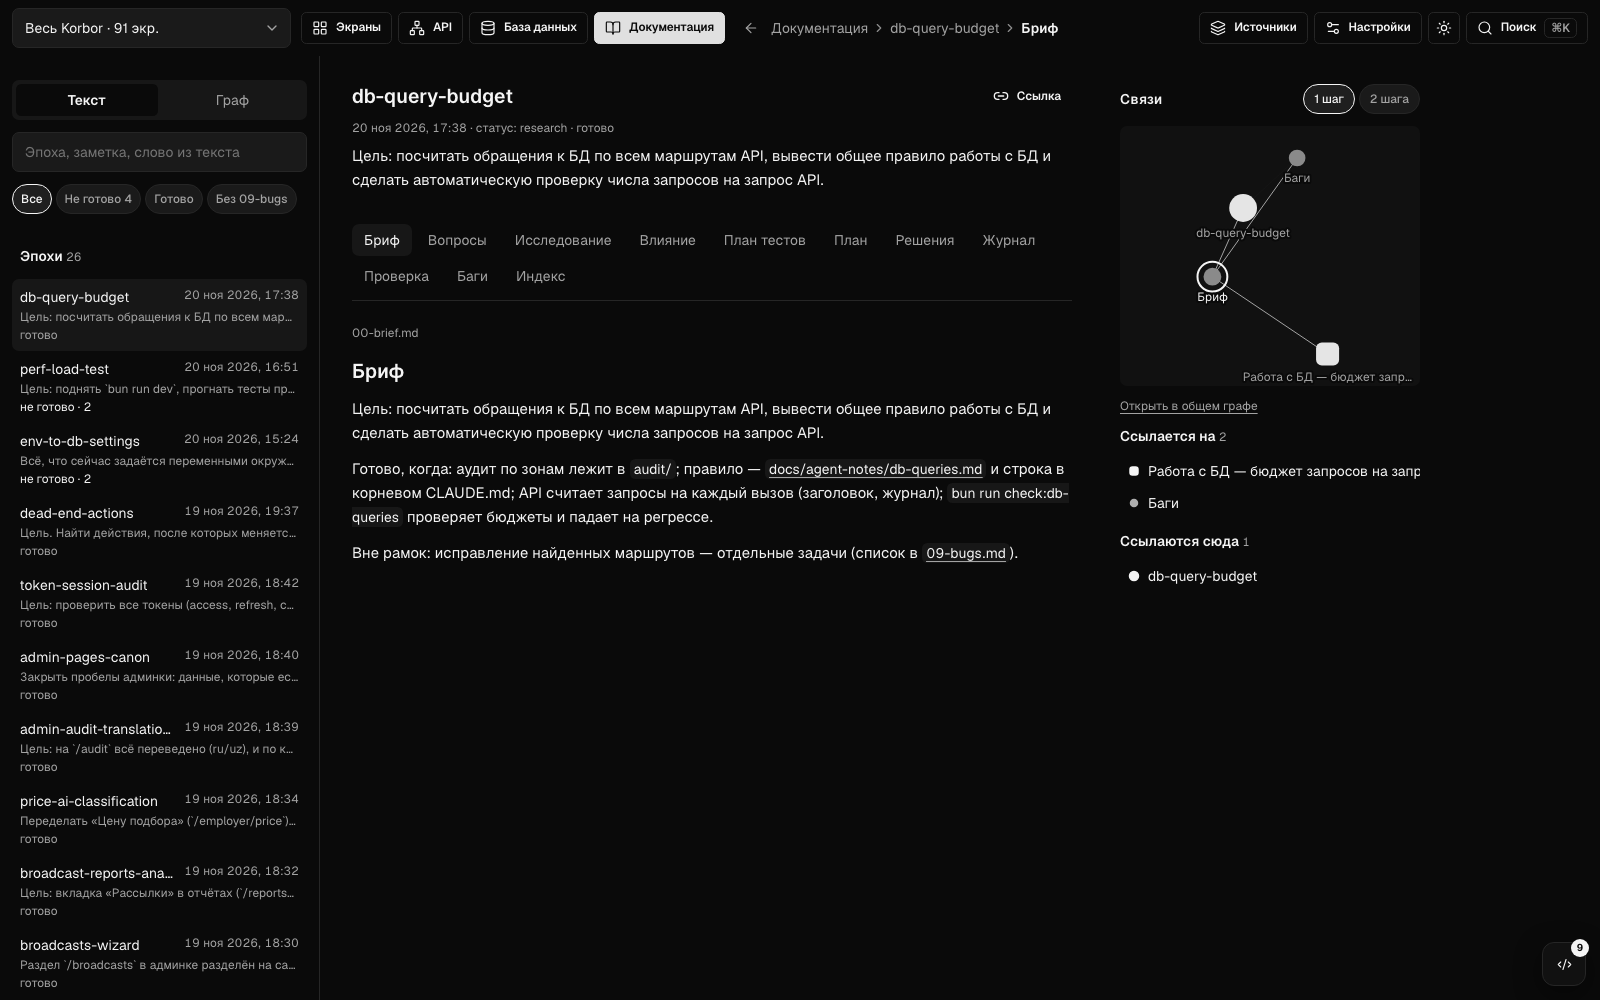 Весь Korbor · 91 экр.
Экраны
API
База данных
Документация
Документация
db-query-budget
Бриф
Источники
Настройки
Поиск
⌘K
Текст
Граф
Эпоха, заметка, слово из текста
Все
Не готово 4
Готово
Без 09-bugs
Эпохи 26
db-query-budget
20 ноя 2026, 17:38
Цель: посчитать обращения к БД по всем мар…
готово
perf-load-test
20 ноя 2026, 16:51
Цель: поднять `bun run dev`, прогнать тесты пр…
не готово · 2
env-to-db-settings
20 ноя 2026, 15:24
Всё, что сейчас задаётся переменными окруж…
не готово · 2
dead-end-actions
19 ноя 2026, 19:37
Цель. Найти действия, после которых меняетс…
готово
token-session-audit
19 ноя 2026, 18:42
Цель: проверить все токены (access, refresh, с…
готово
admin-pages-canon
19 ноя 2026, 18:40
Закрыть пробелы админки: данные, которые ес…
готово
admin-audit-translatio…
19 ноя 2026, 18:39
Цель: на `/audit` всё переведено (ru/uz), и по к…
готово
price-ai-classification
19 ноя 2026, 18:34
Переделать «Цену подбора» (`/employer/price`)…
готово
broadcast-reports-ana…
19 ноя 2026, 18:32
Цель: вкладка «Рассылки» в отчётах (`/reports…
готово
broadcasts-wizard
19 ноя 2026, 18:30
Раздел `/broadcasts` в админке разделён на са…
готово
db-query-budget
Ссылка
20 ноя 2026, 17:38 · статус: research · готово
Цель: посчитать обращения к БД по всем маршрутам API, вывести общее правило работы с БД и
сделать автоматическую проверку числа запросов на запрос API.
Бриф
Вопросы
Исследование
Влияние
План тестов
План
Решения
Журнал
Проверка
Баги
Индекс
00-brief.md
Бриф
Цель: посчитать обращения к БД по всем маршрутам API, вывести общее правило работы с БД и
сделать автоматическую проверку числа запросов на запрос API.
Готово, когда: аудит по зонам лежит в audit/ ; правило — docs/agent-notes/db-queries.md и строка в
корневом CLAUDE.md; API считает запросы на каждый вызов (заголовок, журнал); bun run check:db-
queries проверяет бюджеты и падает на регрессе.
Вне рамок: исправление найденных маршрутов — отдельные задачи (список в 09-bugs.md ).
Связи
1 шаг
2 шага
Баги
db-query-budget
Бриф
Работа с БД — бюджет запр…
Открыть в общем графе
Ссылается на 2
Работа с БД — бюджет запросов на запр
Баги
Ссылаются сюда 1
db-query-budget
9